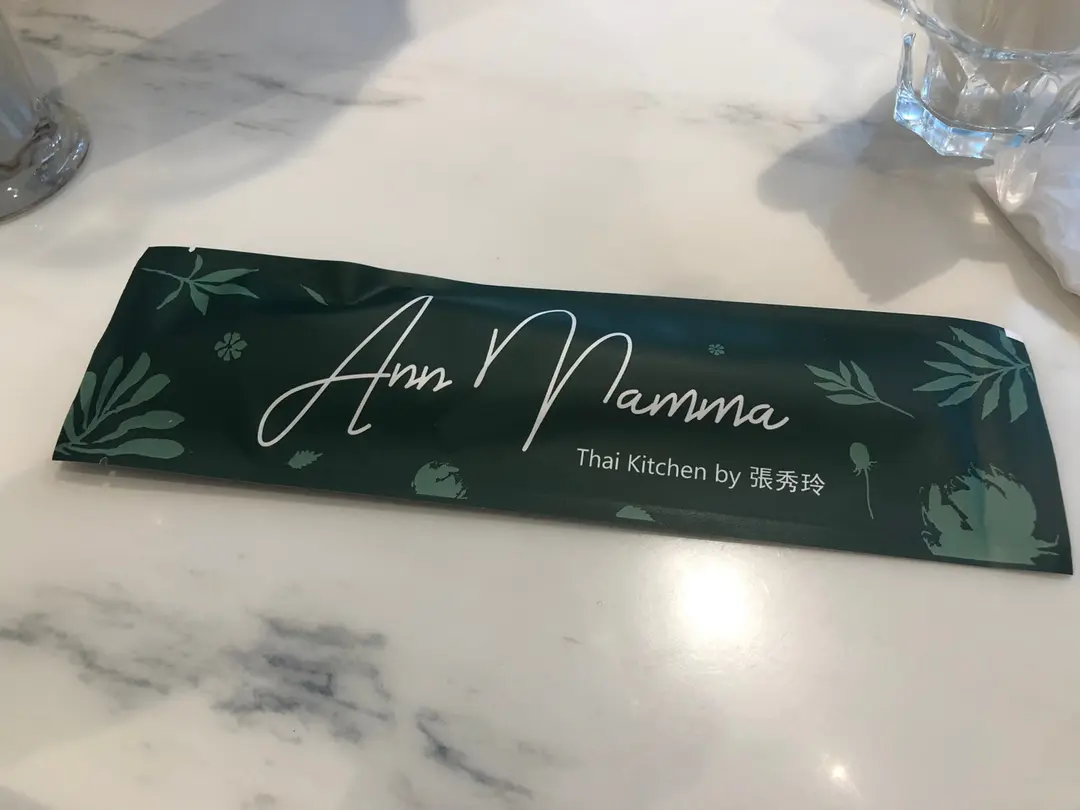 Ann Mamma
Thai Kitchen by 張秀玲